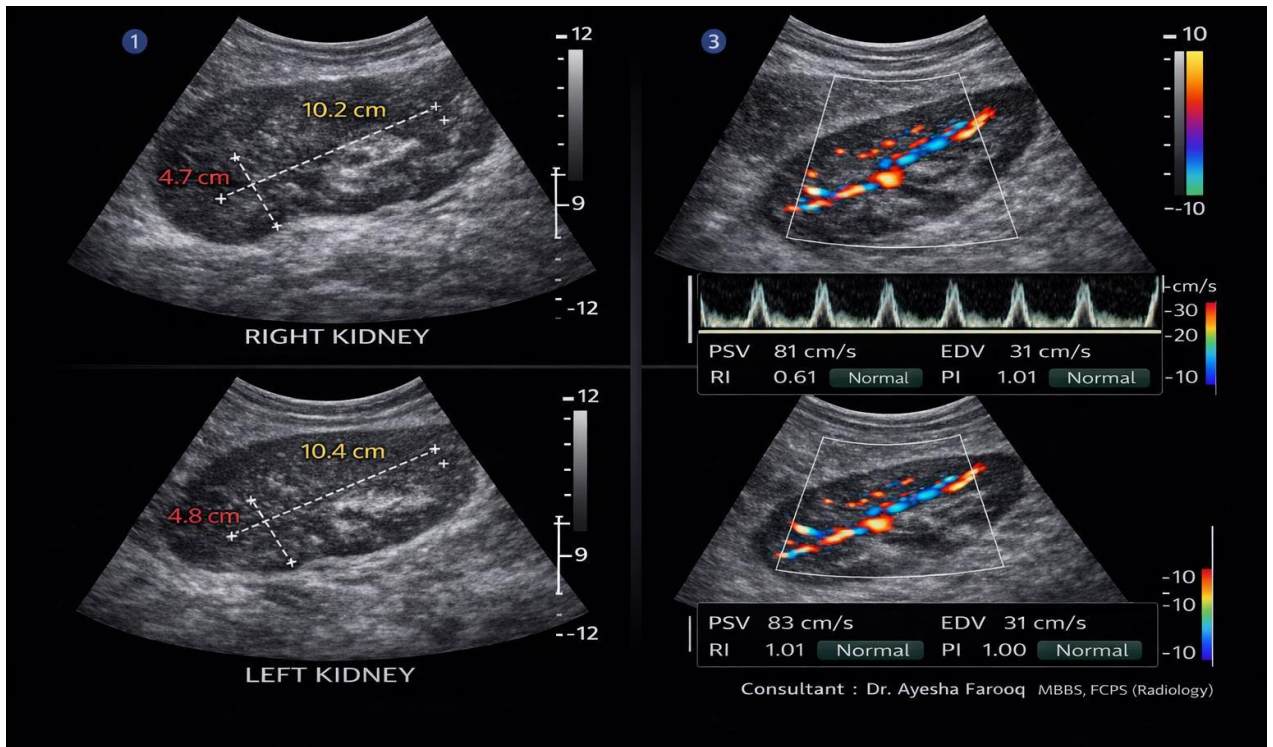 1
10.2 cm
4.7 cm
12
9
-12
RIGHT KIDNEY
10.4 cm
4.8 cm
12
9
-12
LEFT KIDNEY
3
10
-10
-cm/s
-30
-20
-10
PSV 81 cm/s EDV 31 cm/s
RI 0.61 Normal PI 1.01 Normal
-10
-10
-10
PSV 83 cm/s EDV 31 cm/s
RI 1.01 Normal PI 1.00 Normal
Consultant : Dr. Ayesha Farooq MBBS, FCPS (Radiology)